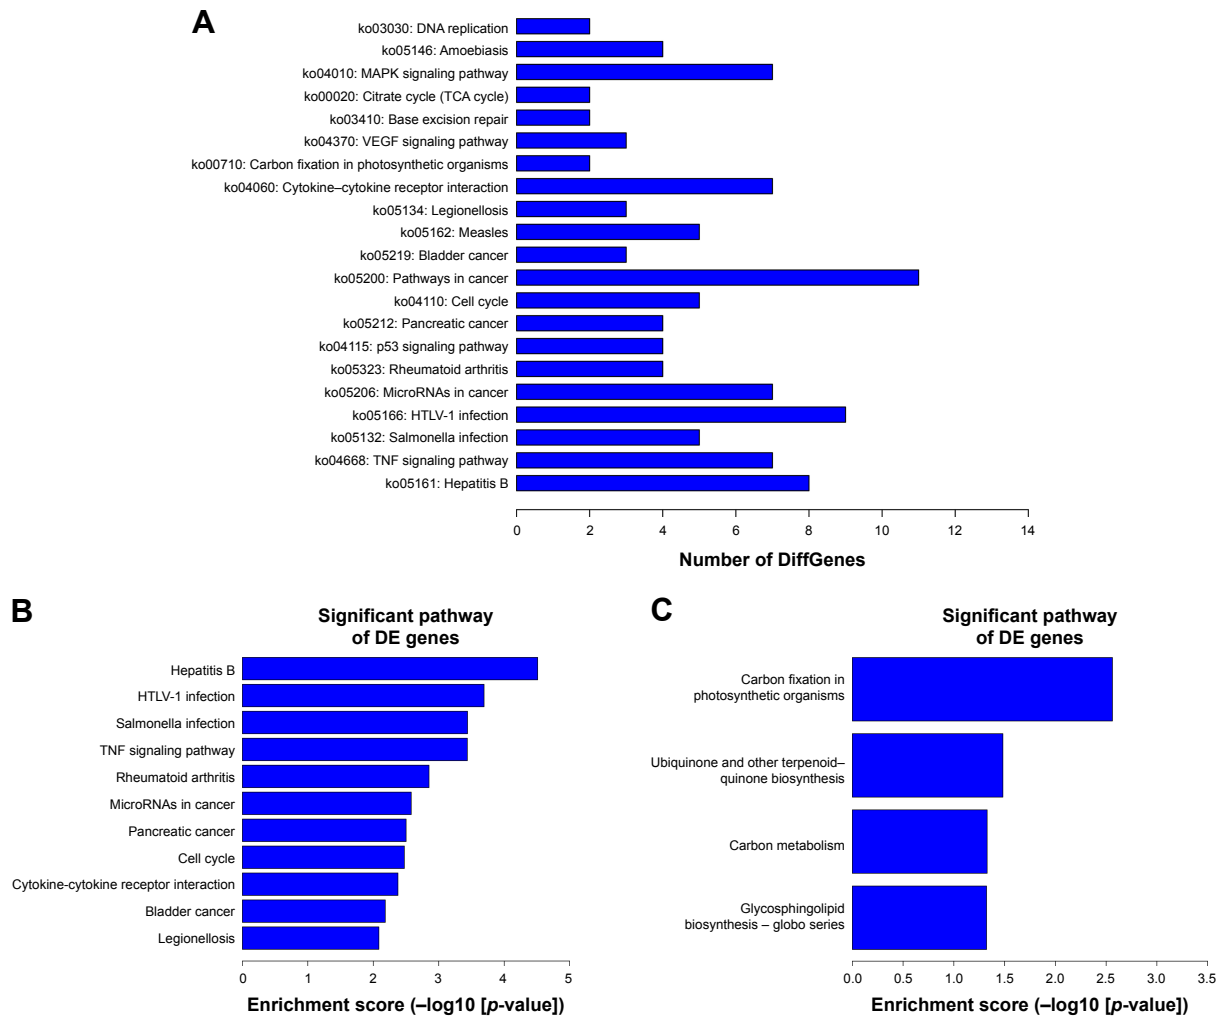 A
ko03030: DNA replication
ko05146: Amoebiasis
ko04010: MAPK signaling pathway
ko00020: Citrate cycle (TCA cycle)
ko03410: Base excision repair
ko04370: VEGF signaling pathway
ko00710: Carbon fixation in photosynthetic organisms
ko04060: Cytokine–cytokine receptor interaction
ko05134: Legionellosis
ko05162: Measles
ko05219: Bladder cancer
ko05200: Pathways in cancer
ko04110: Cell cycle
ko05212: Pancreatic cancer
ko04115: p53 signaling pathway
ko05323: Rheumatoid arthritis
ko05206: MicroRNAs in cancer
ko05166: HTLV-1 infection
ko05132: Salmonella infection
ko04668: TNF signaling pathway
ko05161: Hepatitis B
0 2 4 6 8 10 12 14
Number of DiffGenes
B
Significant pathway
of DE genes
Hepatitis B
HTLV-1 infection
Salmonella infection
TNF signaling pathway
Rheumatoid arthritis
MicroRNAs in cancer
Pancreatic cancer
Cell cycle
Cytokine-cytokine receptor interaction
Bladder cancer
Legionellosis
0 1 2 3 4 5
Enrichment score (–log10 [p-value])
C
Significant pathway
of DE genes
Carbon fixation in
photosynthetic organisms
Ubiquinone and other terpenoid–
quinone biosynthesis
Carbon metabolism
Glycosphingolipid
biosynthesis – globo series
0.0 0.5 1.0 1.5 2.0 2.5 3.0 3.5
Enrichment score (–log10 [p-value])